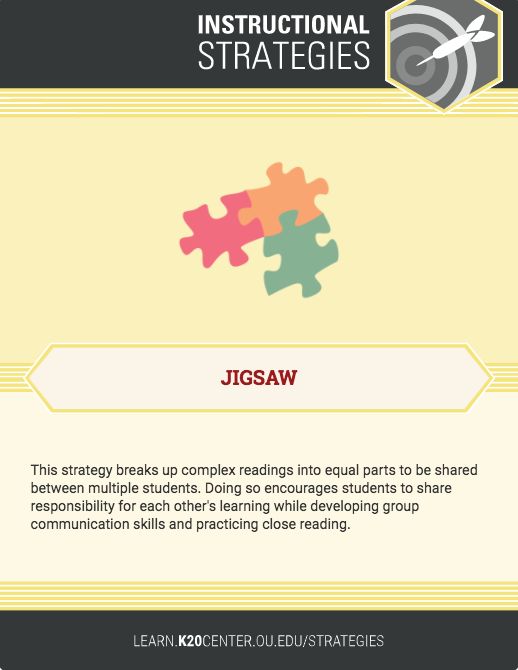 INSTRUCTIONAL
STRATEGIES
JIGSAW
This strategy breaks up complex readings into equal parts to be shared
between multiple students. Doing so encourages students to share
responsibility for each other's learning while developing group
communication skills and practicing close reading.
LEARN.K20CENTER.OU.EDU/STRATEGIES